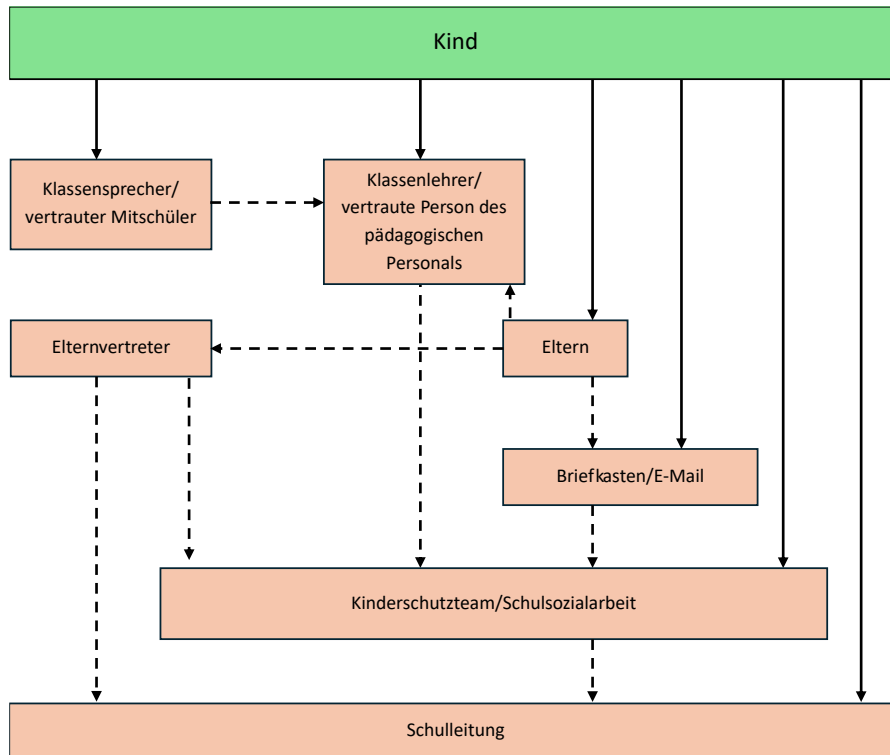 Kind
Klassensprecher/
vertrauter Mitschüler
Klassenlehrer/
vertraute Person des
pädagogischen
Personals
Elternvertreter
Eltern
Briefkasten/E-Mail
Kinderschutzteam/Schulsozialarbeit
Schulleitung